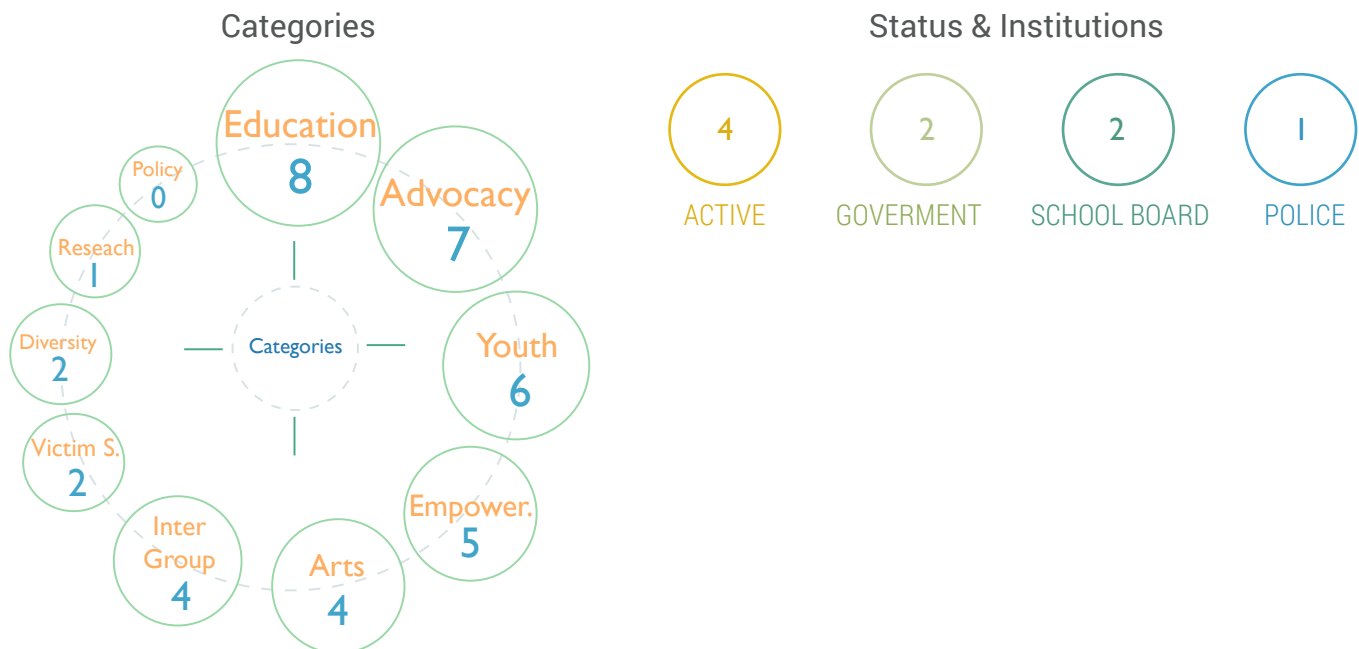 Categories
Education
8
Advocacy
7
Youth
6
Empower.
5
Arts
4
Inter
Group
4
Victim S.
2
Diversity
2
Reseach
1
Policy
0
Categories
Status & Institutions
4
ACTIVE
2
GOVERMENT
2
SCHOOL BOARD
1
POLICE